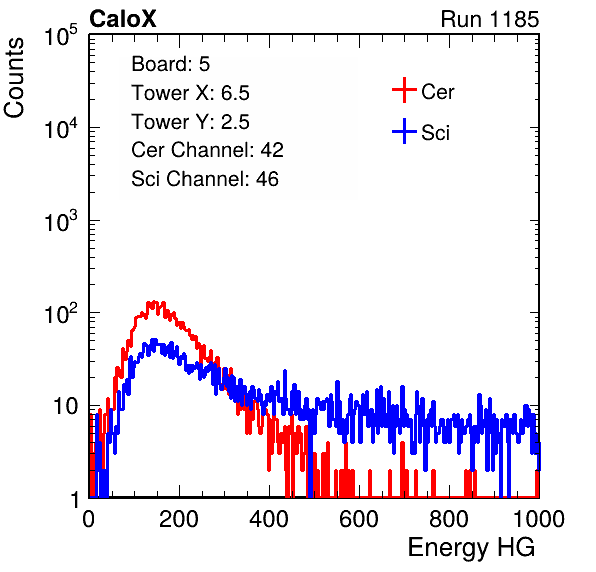 CaloX
Run 1185
Counts
10^5
10^4
10^3
10^2
10
1
Board: 5
Tower X: 6.5
Tower Y: 2.5
Cer Channel: 42
Sci Channel: 46
Cer
Sci
0 200 400 600 800 1000
Energy HG